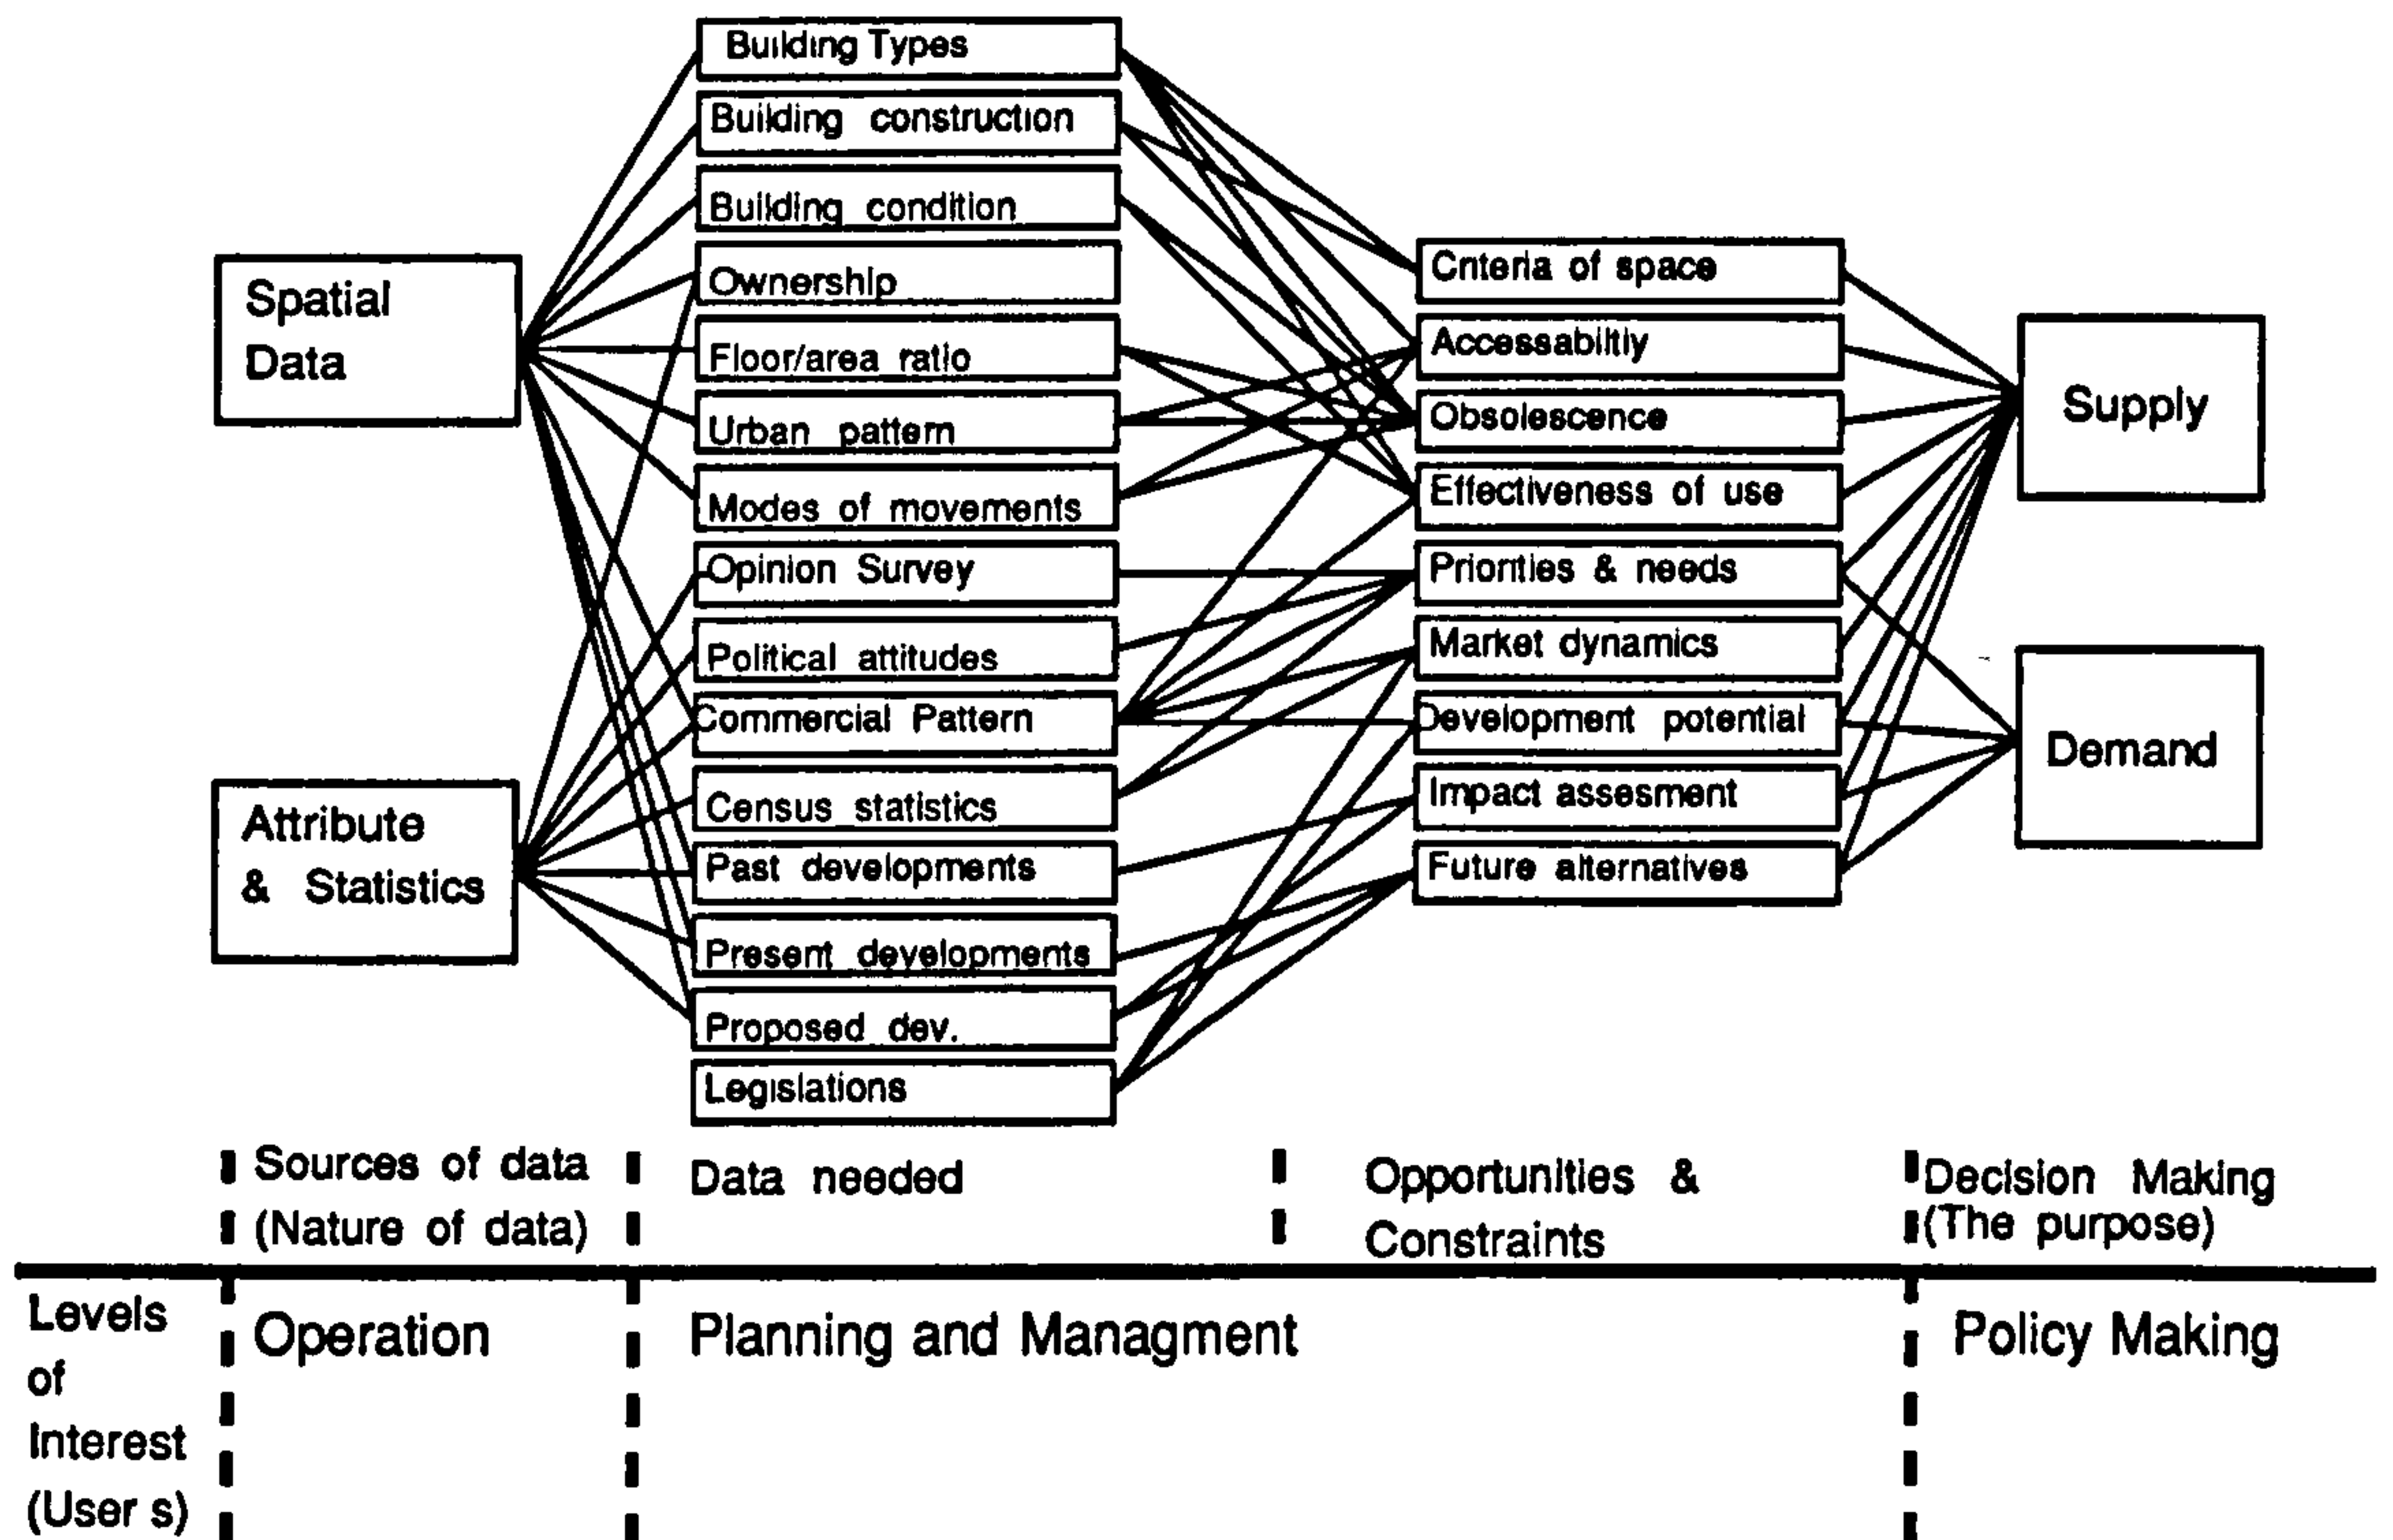 Spatial
Data
Attribute
& Statistics
Building Types
Building construction
Building condition
Ownership
Floor/area ratio
Urban pattern
Modes of movements
Opinion Survey
Political attitudes
Commercial Pattern
Census statistics
Past developments
Present developments
Proposed dev.
Legislations
Criteria of space
Accessabiltiy
Obsolescence
Effectiveness of use
Priorities & needs
Market dynamics
Development potential
Impact assesment
Future alternatives
Supply
Demand
Sources of data
(Nature of data)
Data needed
Opportunities &
Constraints
Decision Making
(The purpose)
Levels
of
Interest
(User s)
Operation
Planning and Managment
Policy Making